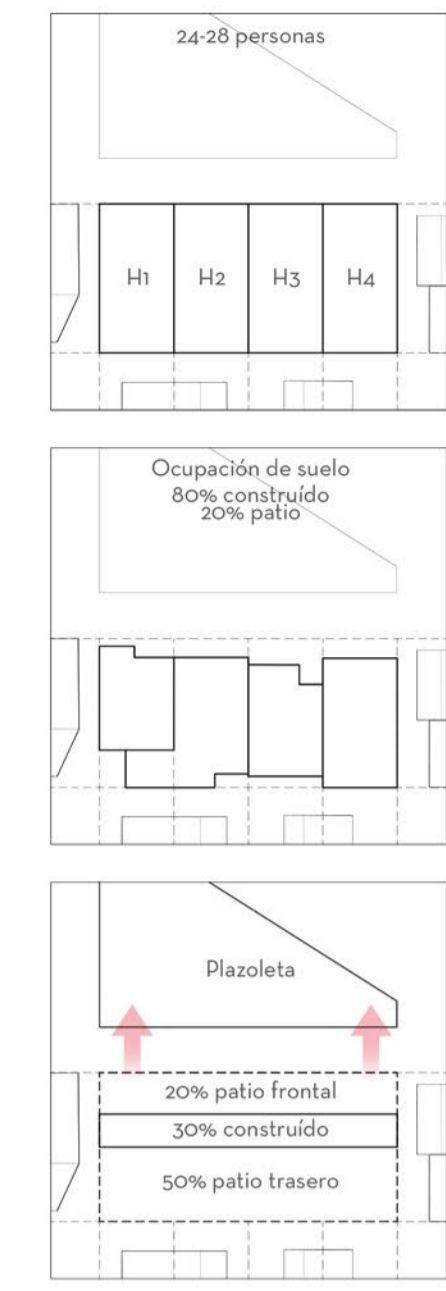 24-28 personas
H1 H2 H3 H4
Ocupación de suelo
80% construído
20% patio
Plazoleta
20% patio frontal
30% construído
50% patio trasero